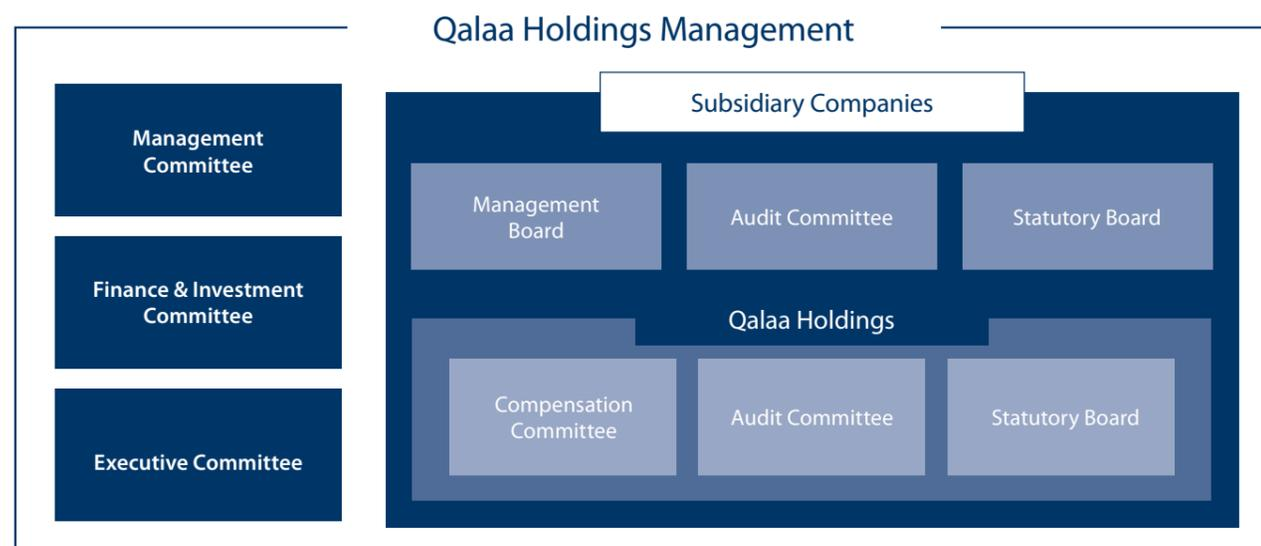 Qalaa Holdings Management
Management
Committee
Finance & Investment
Committee
Executive Committee
Subsidiary Companies
Management
Board
Audit Committee
Statutory Board
Qalaa Holdings
Compensation
Committee
Audit Committee
Statutory Board